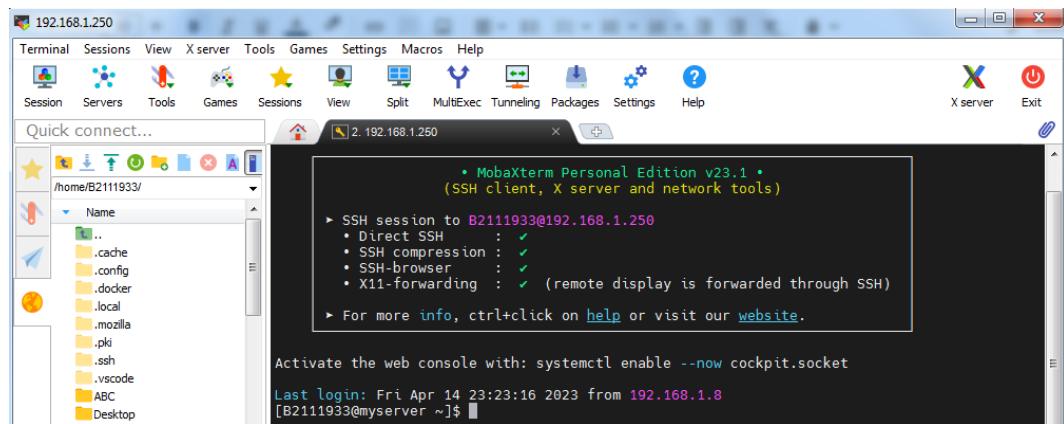 192.168.1.250
Terminal Sessions View X server Tools Games Settings Macros Help
Session Servers Tools Games Sessions View Split MultiExec Tunneling Packages Settings Help X server Exit
Quick connect...
2. 192.168.1.250
/home/B2111933/
Name
..
.cache
.config
.docker
.local
.mozilla
.pki
.ssh
.vscode
ABC
Desktop
• MobaXterm Personal Edition v23.1 •
(SSH client, X server and network tools)
► SSH session to B2111933@192.168.1.250
• Direct SSH : ✔
• SSH compression : ✔
• SSH-browser : ✔
• X11-forwarding : ✔ (remote display is forwarded through SSH)
► For more info, ctrl+click on help or visit our website.
Activate the web console with: systemctl enable --now cockpit.socket
Last login: Fri Apr 14 23:23:16 2023 from 192.168.1.8
[B2111933@myserver ~]$